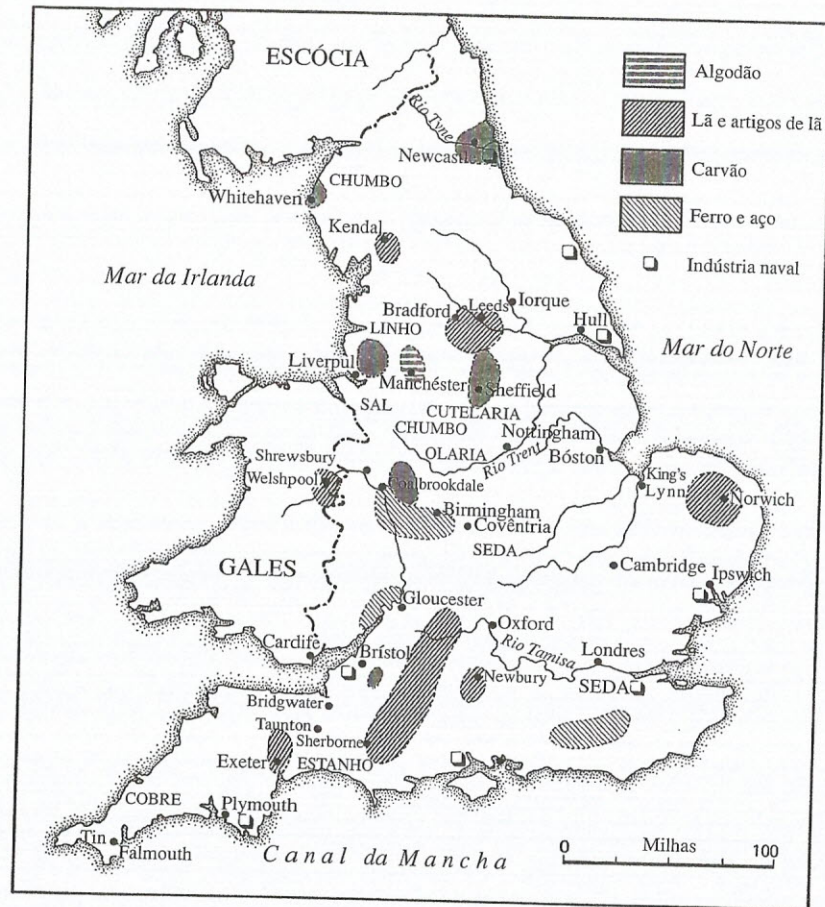 ESCÓCIA
Algodão
Lã e artigos de lã
Carvão
Ferro e aço
Indústria naval
Rio Tyne
Newcastle
CHUMBO
Whitehaven
Kendal
Mar da Irlanda
Bradford
Leeds
Iorque
LINHO
Hull
Mar do Norte
Liverpul
Manchéster
Sheffield
SAL
CUTELARIA
CHUMBO
Nottingham
OLARIA
Rio Trent
Bóston
Shrewsbury
Welshpool
Coalbrookdale
King's
Lynn
Norwich
Birmingham
Covêntria
SEDA
GALES
Cambridge
Ipswich
Gloucester
Oxford
Rio Tamisa
Londres
Cardife
Brístol
Newbury
SEDA
Bridgwater
Taunton
Sherborne
Exeter
ESTANHO
COBRE
Plymouth
Tin
Falmouth
Canal da Mancha
0 Milhas 100